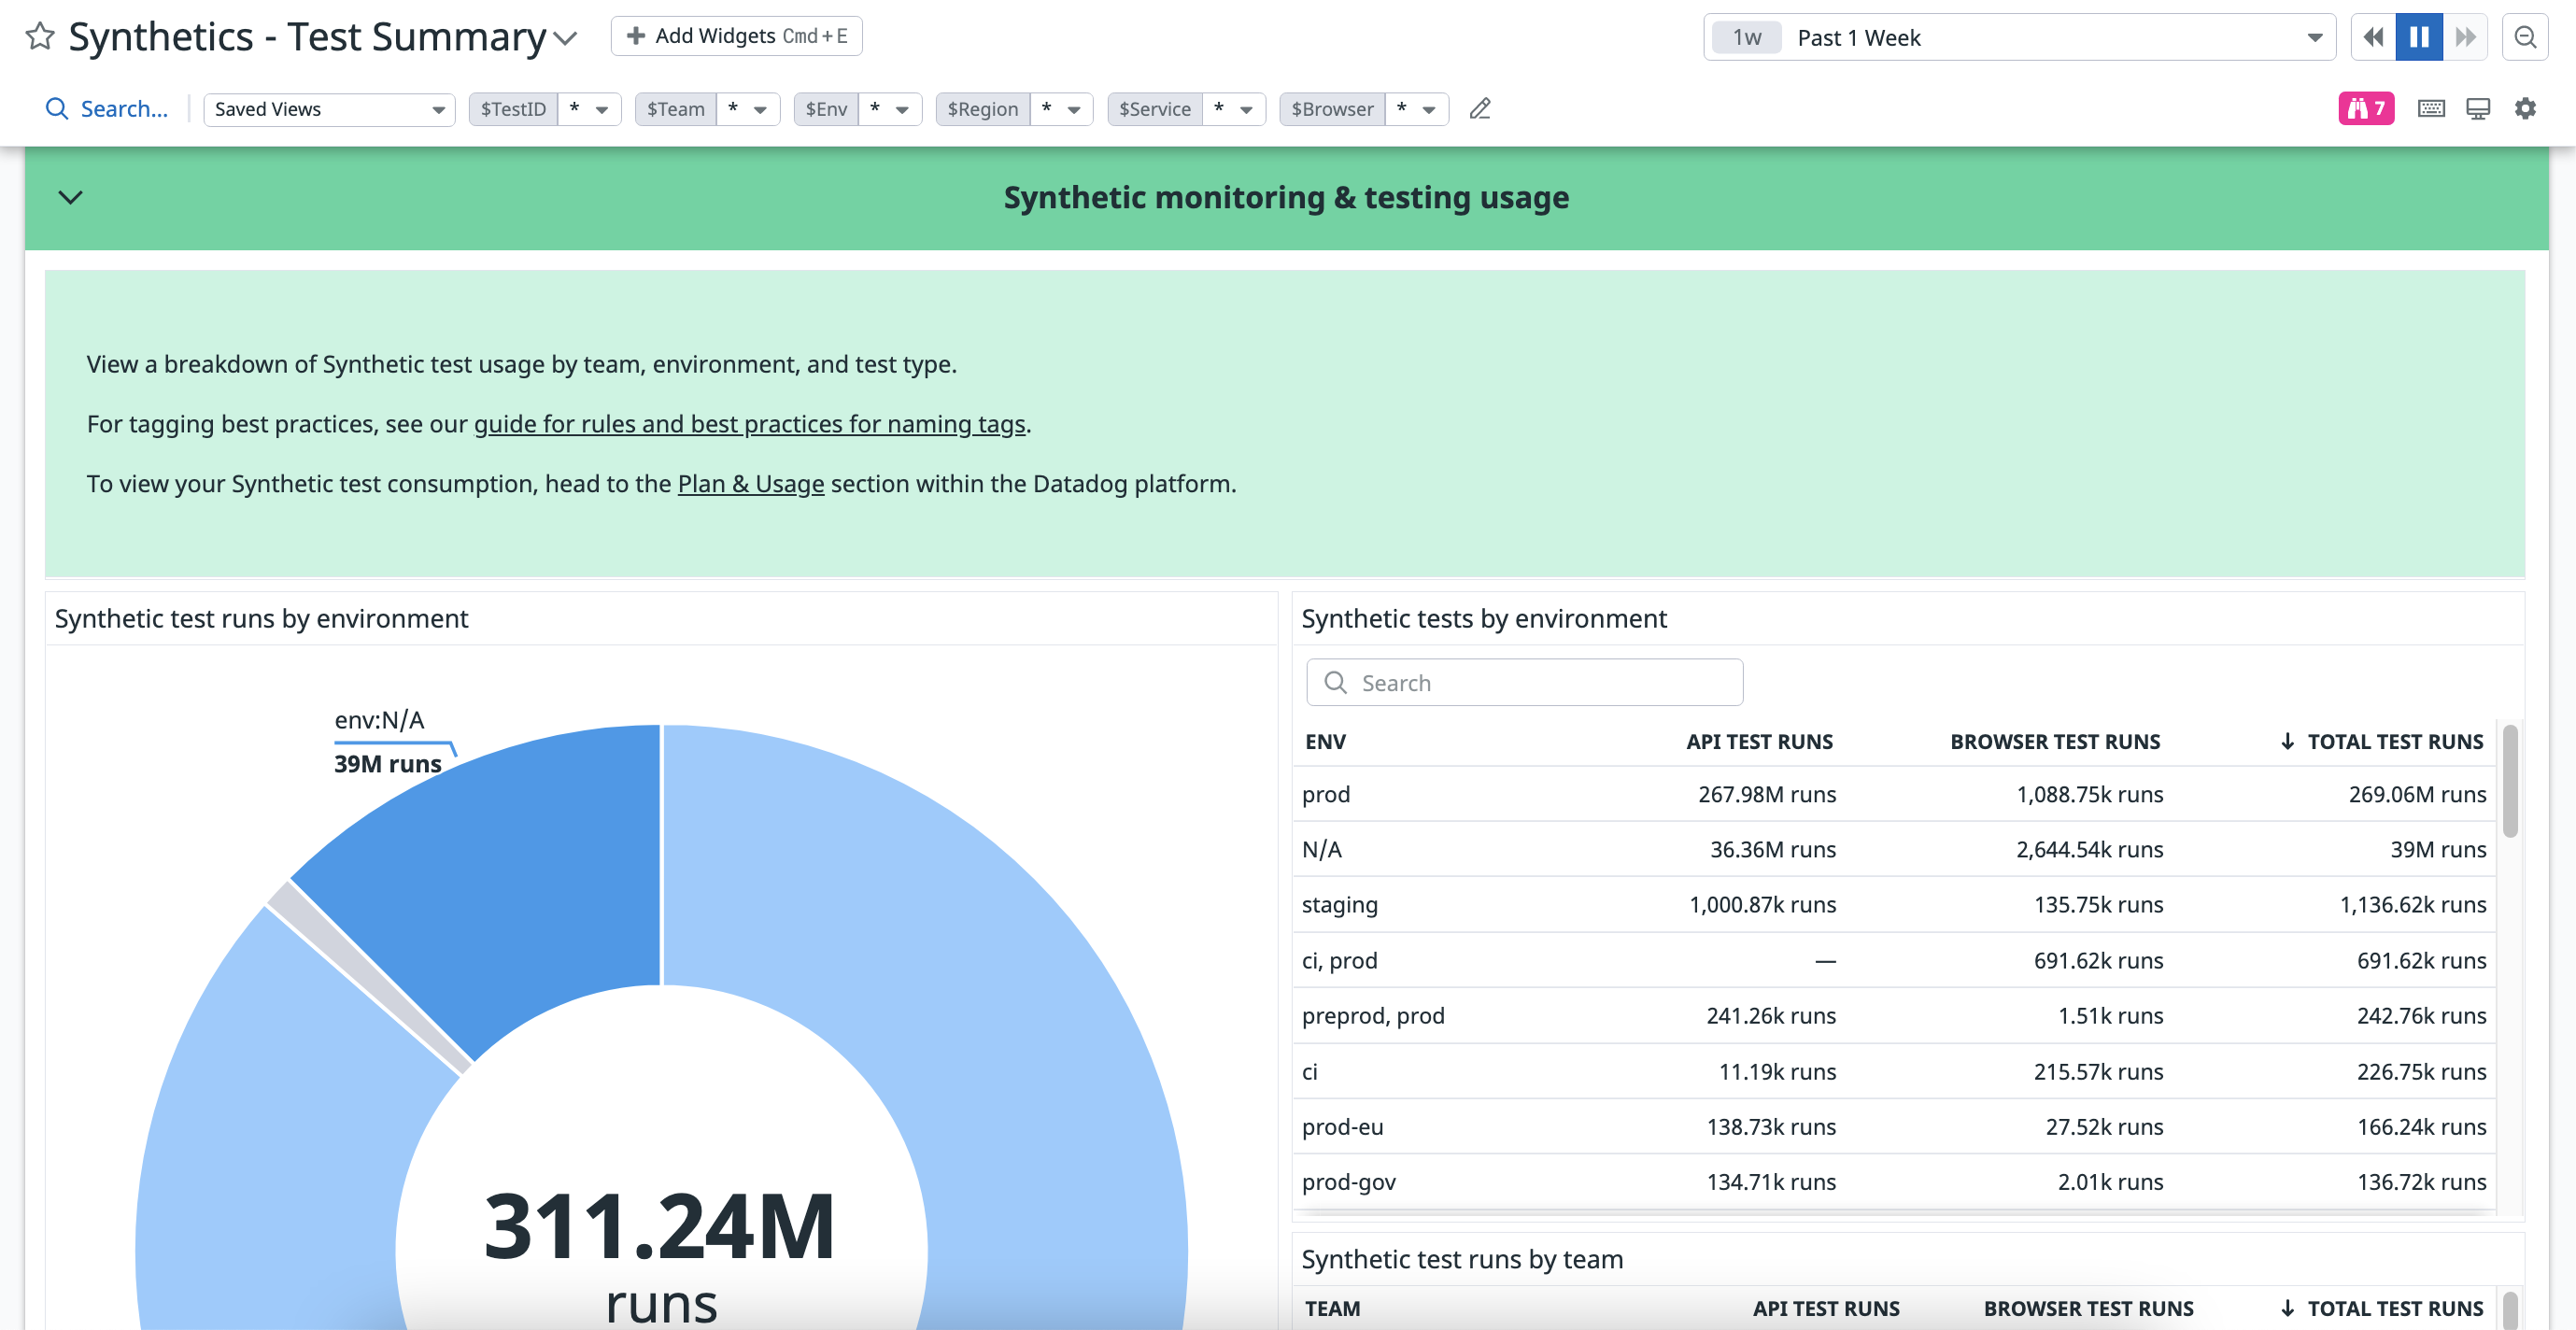 Synthetics - Test Summary
Add Widgets Cmd+E
1w Past 1 Week
Search...
Saved Views
$TestID *
$Team *
$Env *
$Region *
$Service *
$Browser *
7
Synthetic monitoring & testing usage
View a breakdown of Synthetic test usage by team, environment, and test type.
For tagging best practices, see our guide for rules and best practices for naming tags.
To view your Synthetic test consumption, head to the Plan & Usage section within the Datadog platform.
Synthetic test runs by environment
env:N/A
39M runs
311.24M
runs
Synthetic tests by environment
Search
ENV API TEST RUNS BROWSER TEST RUNS ↓ TOTAL TEST RUNS
prod 267.98M runs 1,088.75k runs 269.06M runs
N/A 36.36M runs 2,644.54k runs 39M runs
staging 1,000.87k runs 135.75k runs 1,136.62k runs
ci, prod — 691.62k runs 691.62k runs
preprod, prod 241.26k runs 1.51k runs 242.76k runs
ci 11.19k runs 215.57k runs 226.75k runs
prod-eu 138.73k runs 27.52k runs 166.24k runs
prod-gov 134.71k runs 2.01k runs 136.72k runs
Synthetic test runs by team
TEAM API TEST RUNS BROWSER TEST RUNS ↓ TOTAL TEST RUNS